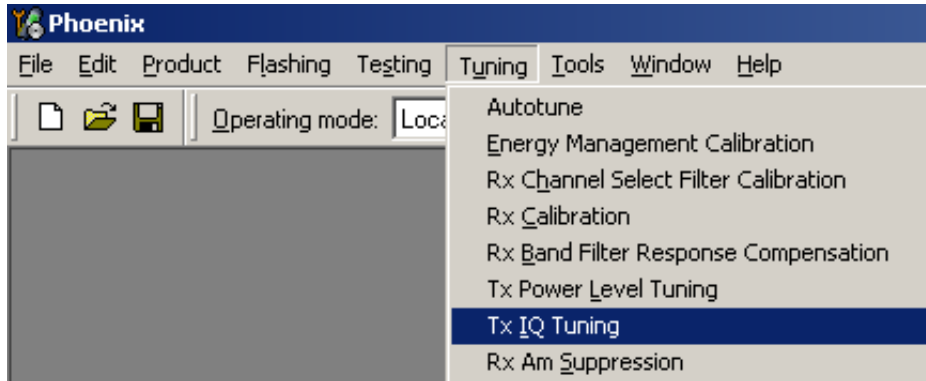 Phoenix
File Edit Product Flashing Testing Tuning Tools Window Help
Operating mode:
Autotune
Energy Management Calibration
Rx Channel Select Filter Calibration
Rx Calibration
Rx Band Filter Response Compensation
Tx Power Level Tuning
Tx IQ Tuning
Rx Am Suppression